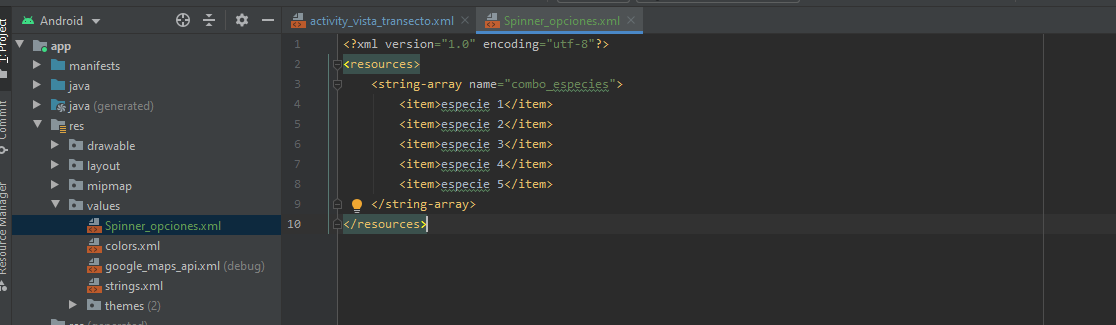 Android
app
manifests
java
java (generated)
res
drawable
layout
mipmap
values
Spinner_opciones.xml
colors.xml
google_maps_api.xml (debug)
strings.xml
themes (2)
res (generated)
1: Project
Commit
Resource Manager
activity_vista_transecto.xml
Spinner_opciones.xml
1 <?xml version="1.0" encoding="utf-8"?>
2 <resources>
3 <string-array name="combo_especies">
4 <item>especie 1</item>
5 <item>especie 2</item>
6 <item>especie 3</item>
7 <item>especie 4</item>
8 <item>especie 5</item>
9 </string-array>
10 </resources>